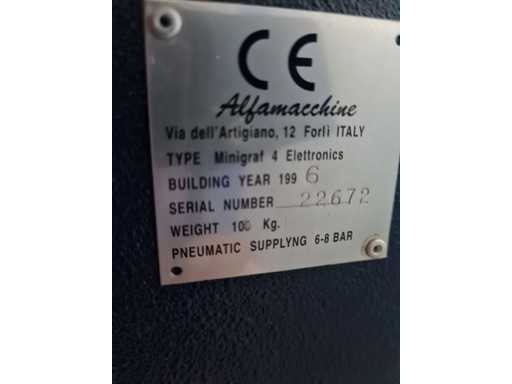 CE
Alfamacchine
Via dell'Artigiano, 12 Forlì ITALY
TYPE Minigraf 4 Elettronics
BUILDING YEAR 1996
SERIAL NUMBER 22672
WEIGHT 100 Kg.
PNEUMATIC SUPPLYNG 6-8 BAR